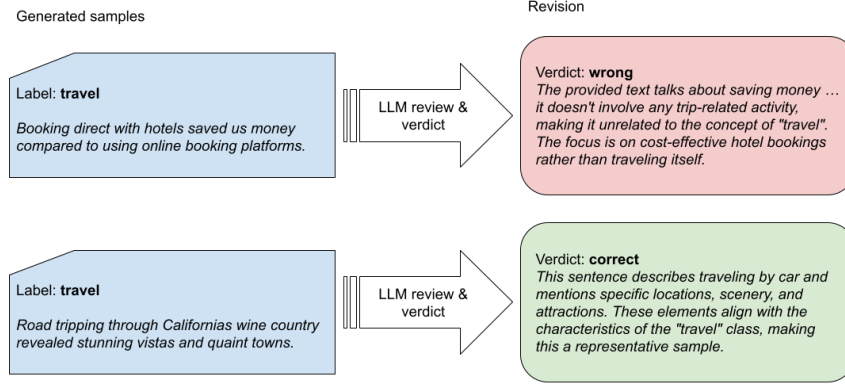 Generated samples
Revision
Label: travel
Booking direct with hotels saved us money
compared to using online booking platforms.
LLM review &
verdict
Verdict: wrong
The provided text talks about saving money …
it doesn't involve any trip-related activity,
making it unrelated to the concept of "travel".
The focus is on cost-effective hotel bookings
rather than traveling itself.
Label: travel
Road tripping through Californias wine country
revealed stunning vistas and quaint towns.
LLM review &
verdict
Verdict: correct
This sentence describes traveling by car and
mentions specific locations, scenery, and
attractions. These elements align with the
characteristics of the "travel" class, making
this a representative sample.